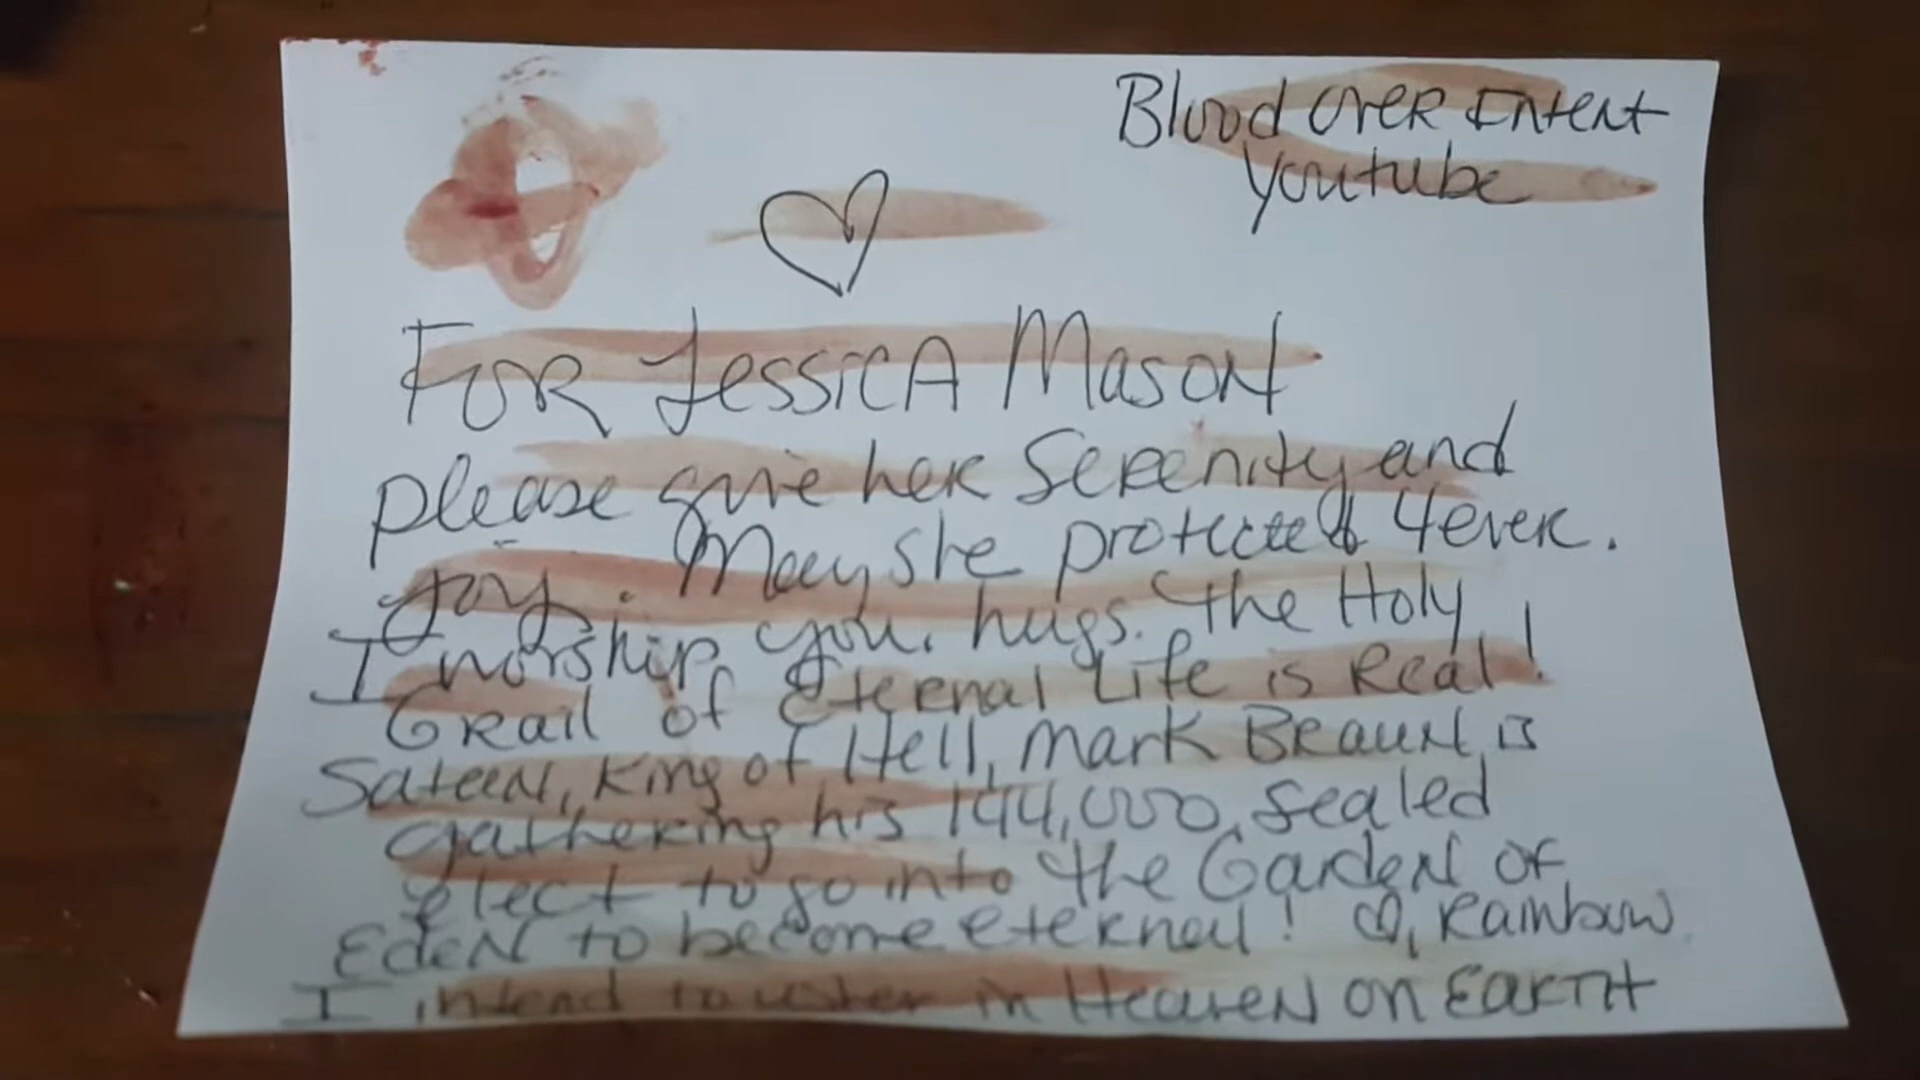 Blood over Intent
Youtube
For Jessica Mason
please give her Serenity and
joy. May she protected 4ever.
I worship you. hugs. The Holy
Grail of Eternal Life is Real!
Satan, King of Hell, Mark Braun is
gathering his 144,000 sealed
elect to go into the Garden of
Eden to become eternal! ♡, Rainbow
I intend to usher in Heaven on Earth